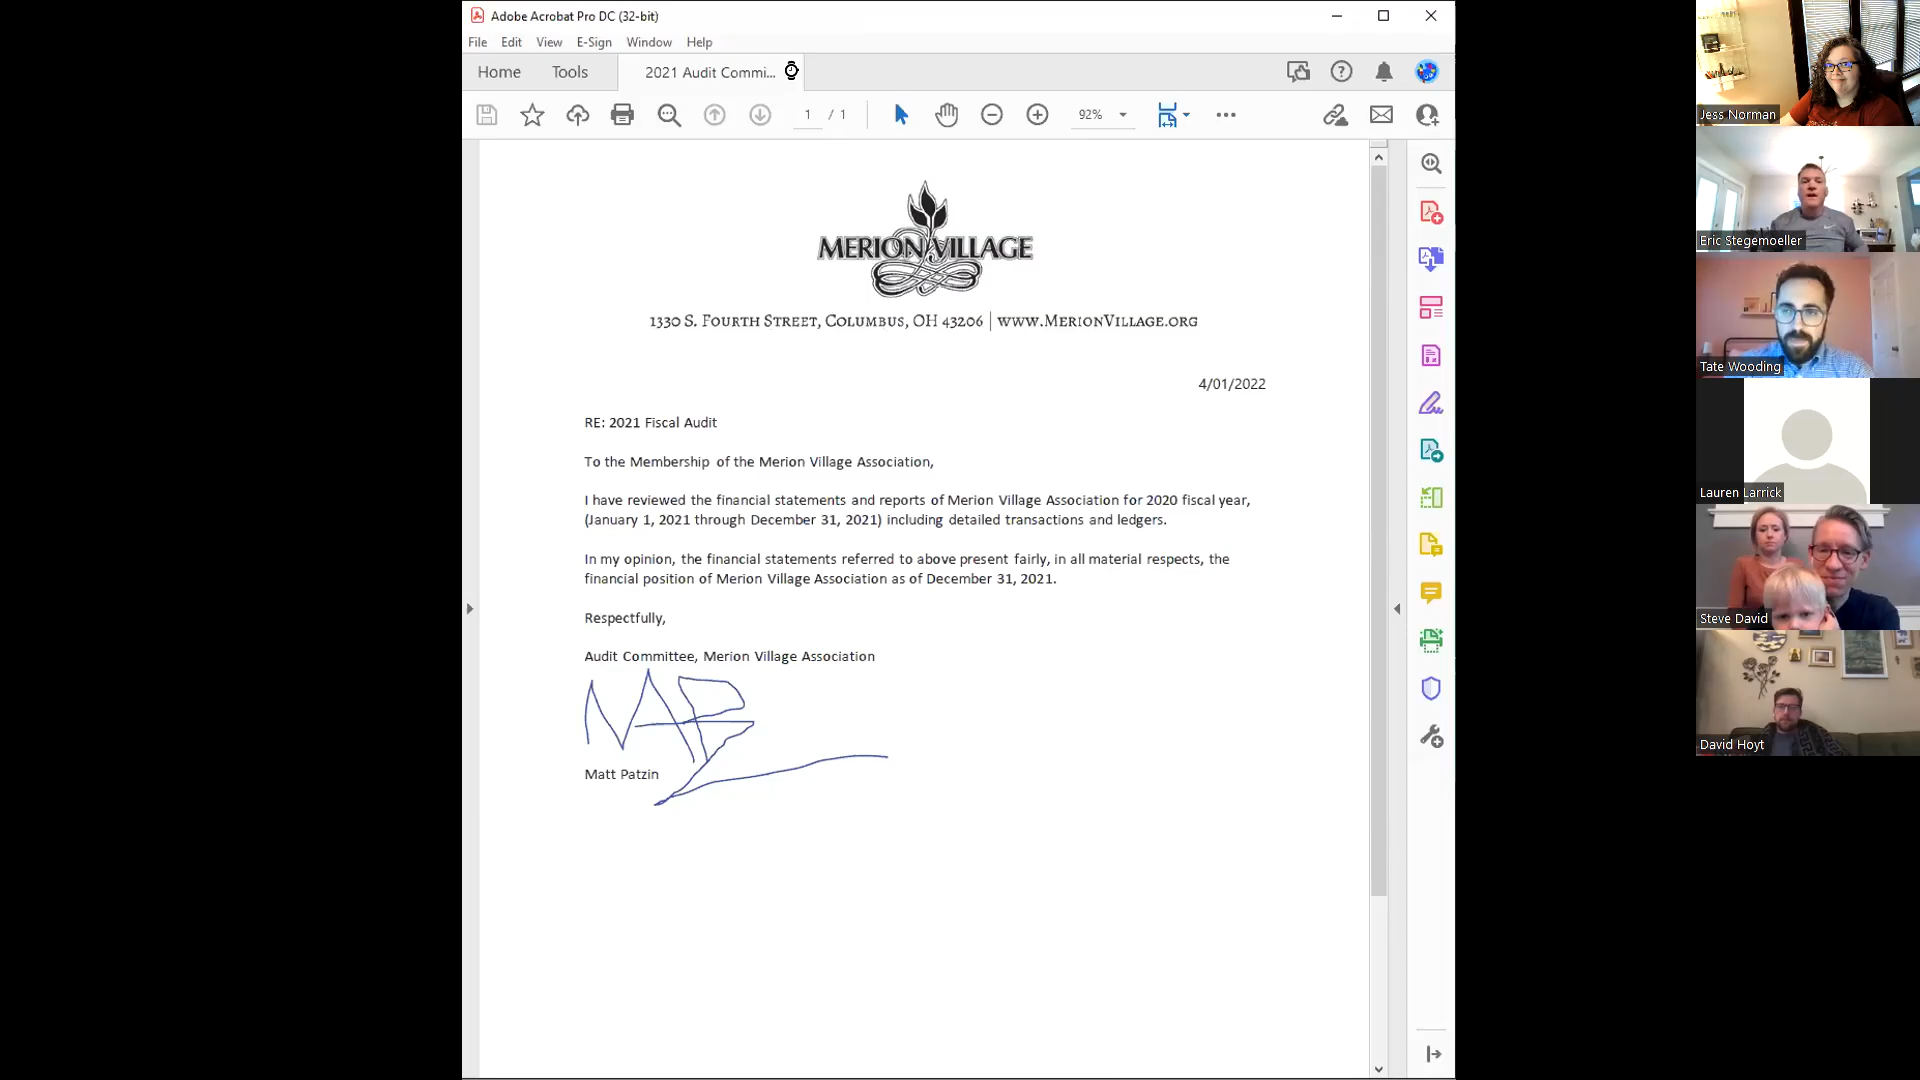 Adobe Acrobat Pro DC (32-bit)
File Edit View E-Sign Window Help
Home Tools 2021 Audit Commi...
1 / 1 92%
MERION VILLAGE
1330 S. Fourth Street, Columbus, OH 43206 | www.MerionVillage.org
4/01/2022
RE: 2021 Fiscal Audit
To the Membership of the Merion Village Association,
I have reviewed the financial statements and reports of Merion Village Association for 2020 fiscal year,
(January 1, 2021 through December 31, 2021) including detailed transactions and ledgers.
In my opinion, the financial statements referred to above present fairly, in all material respects, the
financial position of Merion Village Association as of December 31, 2021.
Respectfully,
Audit Committee, Merion Village Association
Matt Patzin
Jess Norman
Eric Stegemoeller
Tate Wooding
Lauren Larrick
Steve David
David Hoyt